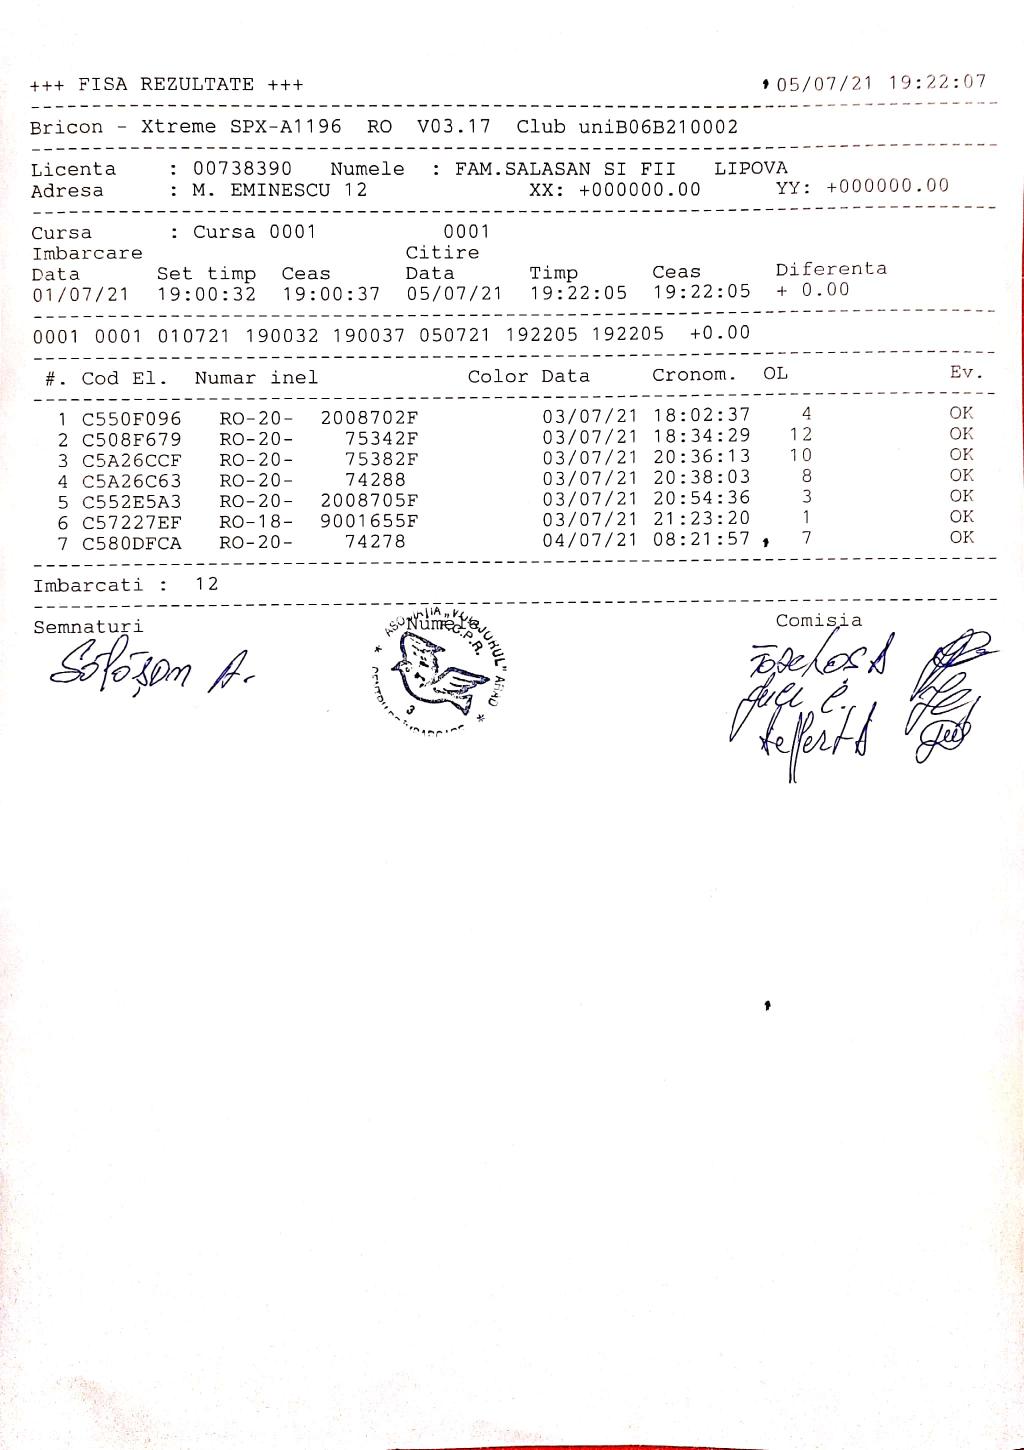 +++ FISA REZULTATE +++ 05/07/21 19:22:07
Bricon - Xtreme SPX-A1196 RO V03.17 Club uniB06B210002
Licenta : 00738390 Numele : FAM.SALASAN SI FII LIPOVA
Adresa : M. EMINESCU 12 XX: +000000.00 YY: +000000.00
Cursa : Cursa 0001 0001
Imbarcare Citire
Data Set timp Ceas Data Timp Ceas Diferenta
01/07/21 19:00:32 19:00:37 05/07/21 19:22:05 19:22:05 + 0.00
0001 0001 010721 190032 190037 050721 192205 192205 +0.00
#. Cod El. Numar inel Color Data Cronom. OL Ev.
1 C550F096 RO-20- 2008702F 03/07/21 18:02:37 4 OK
2 C508F679 RO-20- 75342F 03/07/21 18:34:29 12 OK
3 C5A26CCF RO-20- 75382F 03/07/21 20:36:13 10 OK
4 C5A26C63 RO-20- 74288 03/07/21 20:38:03 8 OK
5 C552E5A3 RO-20- 2008705F 03/07/21 20:54:36 3 OK
6 C57227EF RO-18- 9001655F 03/07/21 21:23:20 1 OK
7 C580DFCA RO-20- 74278 04/07/21 08:21:57 7 OK
Imbarcati : 12
Semnaturi Numele Comisia
A.
C.P.R.
ARAD
3